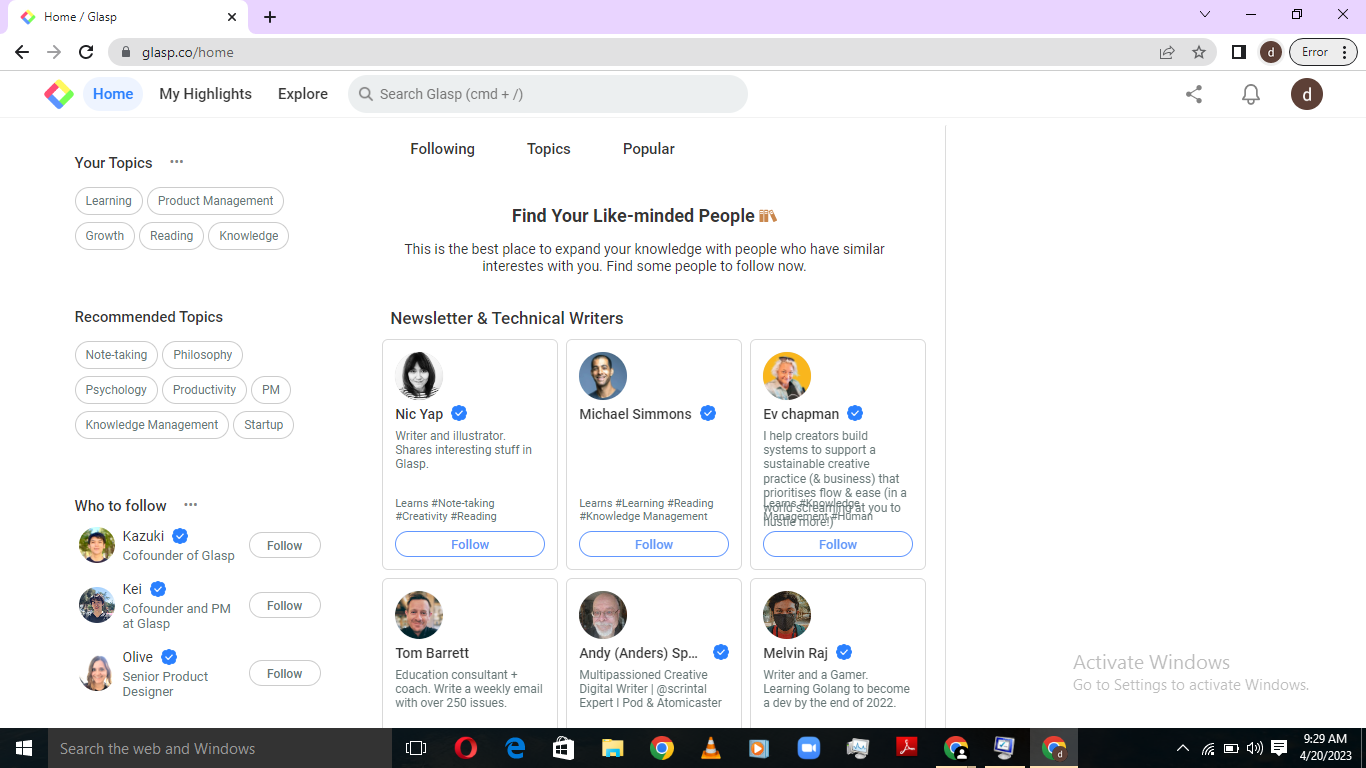 Home / Glasp
glasp.co/home
d
Error
Home
My Highlights
Explore
Search Glasp (cmd + /)
d
Your Topics
Learning
Product Management
Growth
Reading
Knowledge
Recommended Topics
Note-taking
Philosophy
Psychology
Productivity
PM
Knowledge Management
Startup
Who to follow
Kazuki
Cofounder of Glasp
Follow
Kei
Cofounder and PM
at Glasp
Follow
Olive
Senior Product
Designer
Follow
Following
Topics
Popular
Find Your Like-minded People
This is the best place to expand your knowledge with people who have similar
interestes with you. Find some people to follow now.
Newsletter & Technical Writers
Nic Yap
Writer and illustrator.
Shares interesting stuff in
Glasp.
Learns #Note-taking
#Creativity #Reading
Follow
Michael Simmons
Learns #Learning #Reading
#Knowledge Management
Follow
Ev chapman
I help creators build
systems to support a
sustainable creative
practice (& business) that
prioritises flow & ease (in a
world screaming at you to
hustle more!)
Learns #Knowledge
Management #Human
Follow
Tom Barrett
Education consultant +
coach. Write a weekly email
with over 250 issues.
Andy (Anders) Sp...
Multipassioned Creative
Digital Writer | @scrintal
Expert I Pod & Atomicaster
Melvin Raj
Writer and a Gamer.
Learning Golang to become
a dev by the end of 2022.
Activate Windows
Go to Settings to activate Windows.
Search the web and Windows
d
9:29 AM
4/20/2023